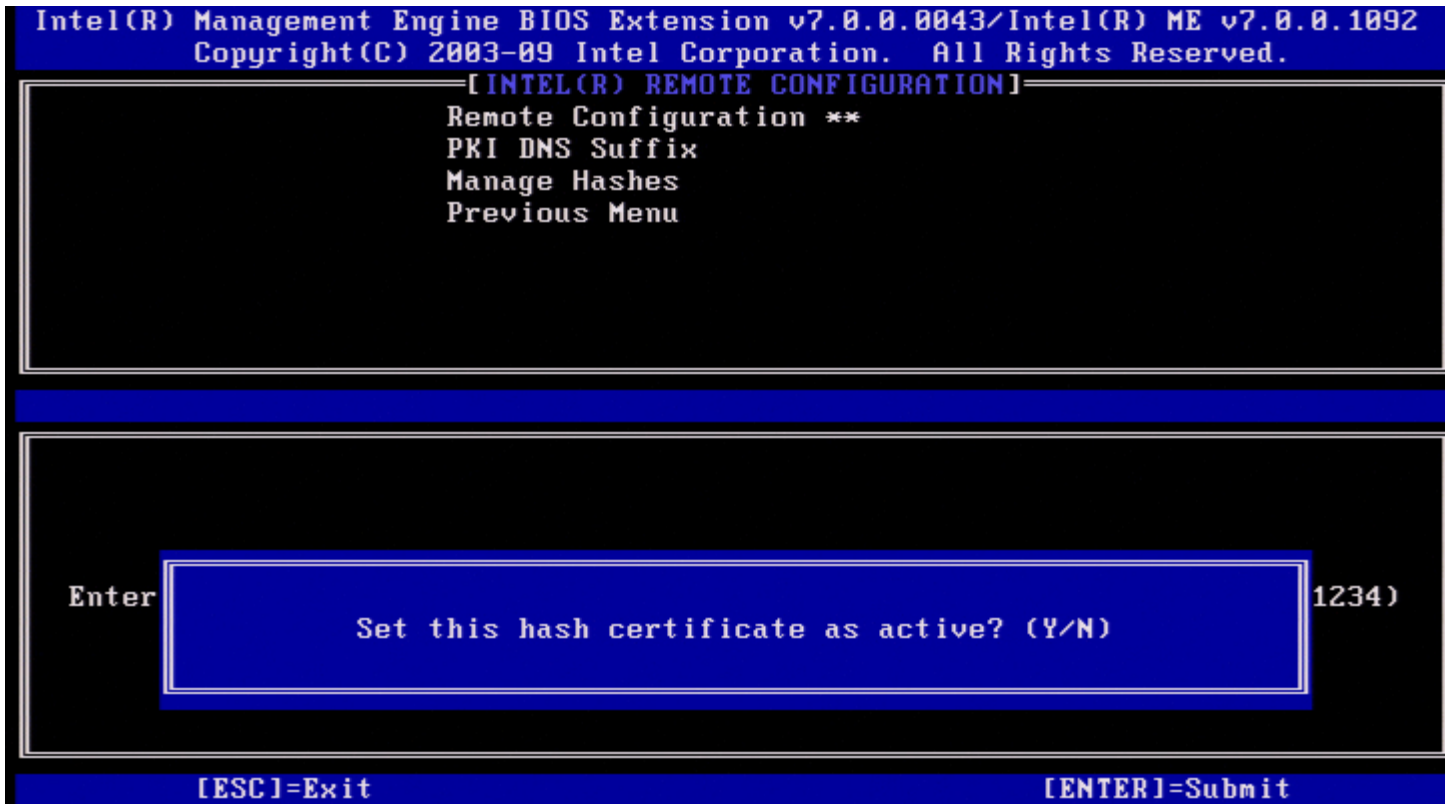 Intel(R) Management Engine BIOS Extension v7.0.0.0043/Intel(R) ME v7.0.0.1092
Copyright(C) 2003-09 Intel Corporation. All Rights Reserved.
[INTEL(R) REMOTE CONFIGURATION]
Remote Configuration **
PKI DNS Suffix
Manage Hashes
Previous Menu
Enter 1234)
Set this hash certificate as active? (Y/N)
[ESC]=Exit [ENTER]=Submit